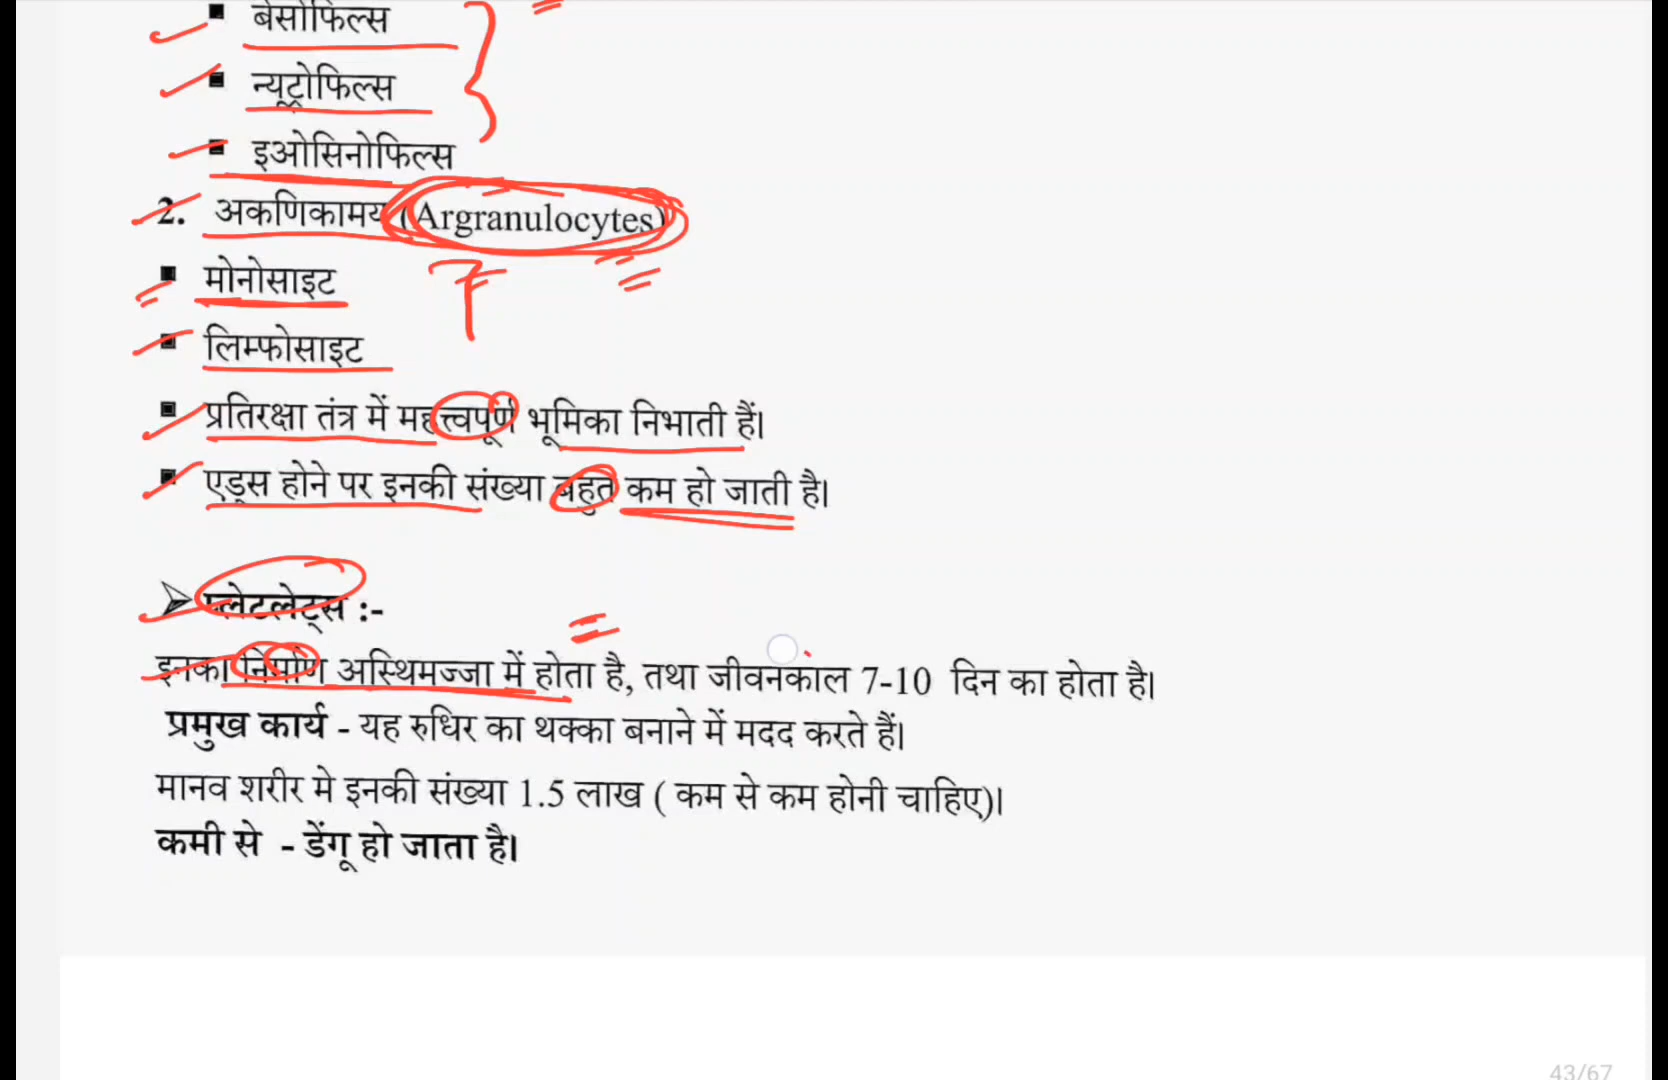 बेसोफिल्स
न्यूट्रोफिल्स
इओसिनोफिल्स
2. अकणिकामय (Argranulocytes)
मोनोसाइट
लिम्फोसाइट
प्रतिरक्षा तंत्र में महत्त्वपूर्ण भूमिका निभाती हैं।
एड्स होने पर इनकी संख्या बहुत कम हो जाती है।
प्लेटलेट्स :-
इनका निर्माण अस्थिमज्जा में होता है, तथा जीवनकाल 7-10 दिन का होता है।
प्रमुख कार्य - यह रुधिर का थक्का बनाने में मदद करते हैं।
मानव शरीर मे इनकी संख्या 1.5 लाख ( कम से कम होनी चाहिए)।
कमी से - डेंगू हो जाता है।
43/67